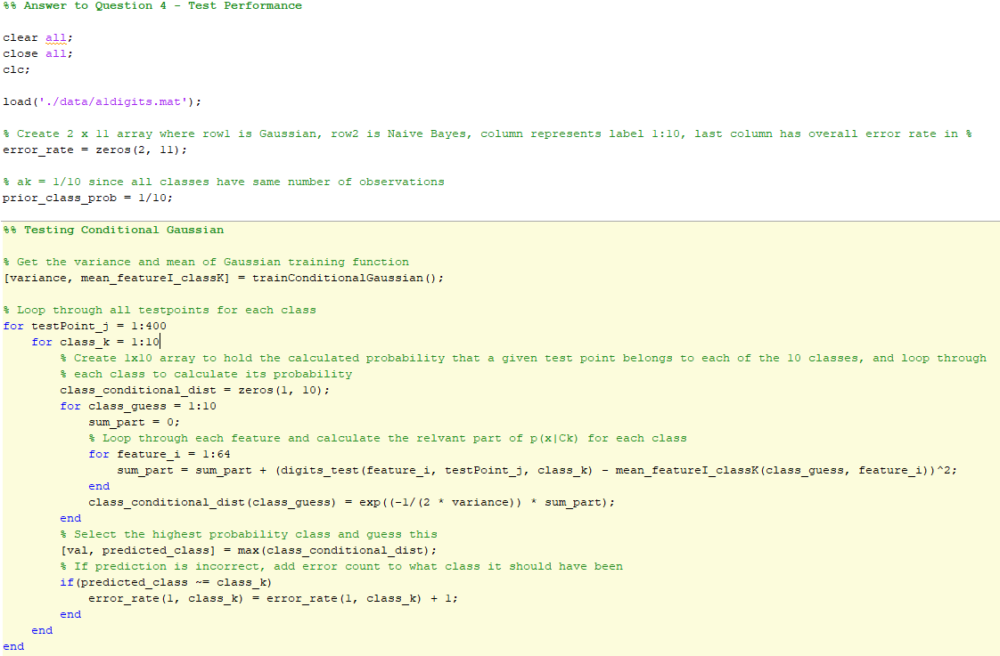 %% Answer to Question 4 - Test Performance
clear all;
close all;
clc;
load('./data/a1digits.mat');
% Create 2 x 11 array where row1 is Gaussian, row2 is Naive Bayes, column represents label 1:10, last column has overall error rate in %
error_rate = zeros(2, 11);
% ak = 1/10 since all classes have same number of observations
prior_class_prob = 1/10;
%% Testing Conditional Gaussian
% Get the variance and mean of Gaussian training function
[variance, mean_featureI_classK] = trainConditionalGaussian();
% Loop through all testpoints for each class
for testPoint_j = 1:400
    for class_k = 1:10
        % Create 1x10 array to hold the calculated probability that a given test point belongs to each of the 10 classes, and loop through
        % each class to calculate its probability
        class_conditional_dist = zeros(1, 10);
        for class_guess = 1:10
            sum_part = 0;
            % Loop through each feature and calculate the relvant part of p(x|Ck) for each class
            for feature_i = 1:64
                sum_part = sum_part + (digits_test(feature_i, testPoint_j, class_k) - mean_featureI_classK(class_guess, feature_i))^2;
            end
            class_conditional_dist(class_guess) = exp((-1/(2 * variance)) * sum_part);
        end
        % Select the highest probability class and guess this
        [val, predicted_class] = max(class_conditional_dist);
        % If prediction is incorrect, add error count to what class it should have been
        if(predicted_class ~= class_k)
            error_rate(1, class_k) = error_rate(1, class_k) + 1;
        end
    end
end